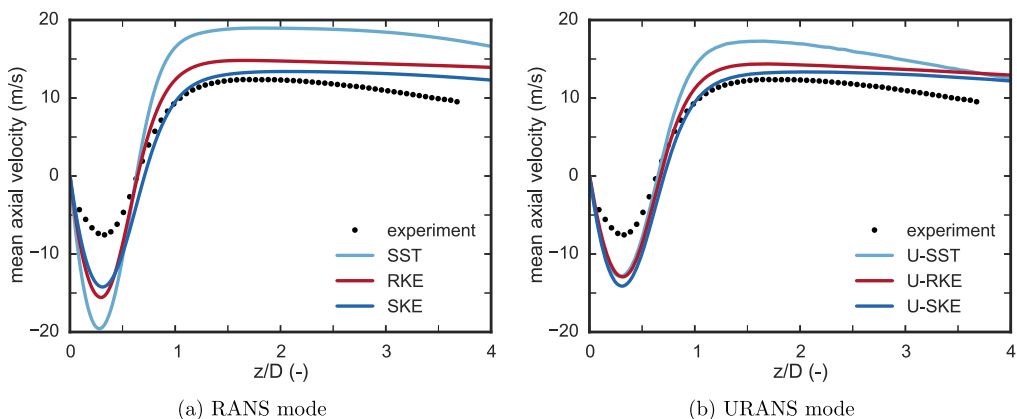 20
10
0
−10
−20
mean axial velocity (m/s)
experiment
SST
RKE
SKE
0
1
2
3
4
z/D (-)
(a) RANS mode
20
10
0
−10
−20
mean axial velocity (m/s)
experiment
U-SST
U-RKE
U-SKE
0
1
2
3
4
z/D (-)
(b) URANS mode